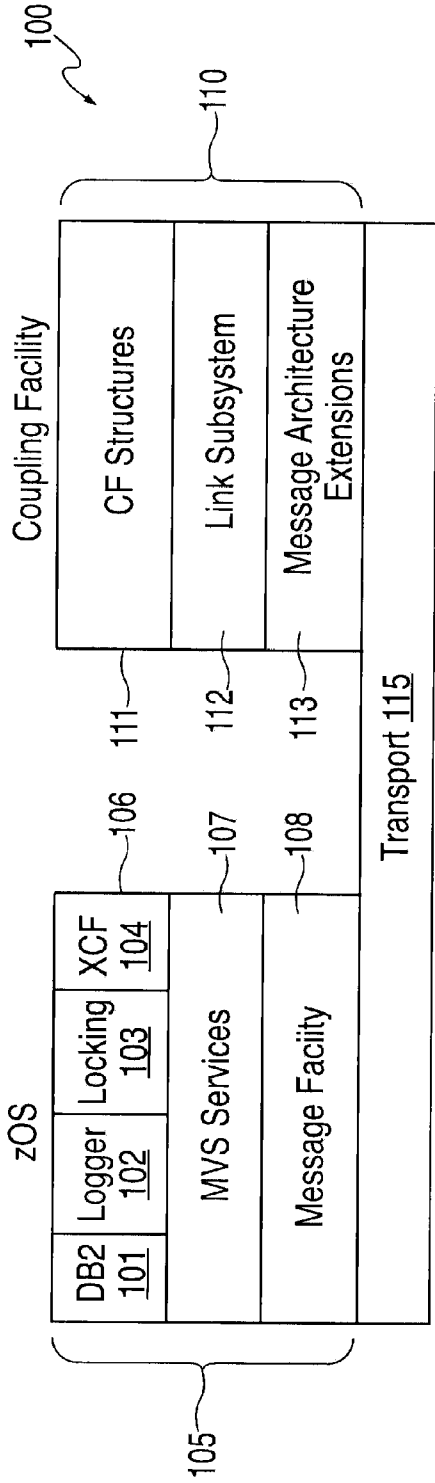 100
zOS
Coupling Facility
DB2
101
Logger
102
Locking
103
XCF
104
106
MVS Services
107
Message Faciity
108
105
CF Structures
111
Link Subsystem
112
Message Architecture
Extensions
113
110
Transport 115